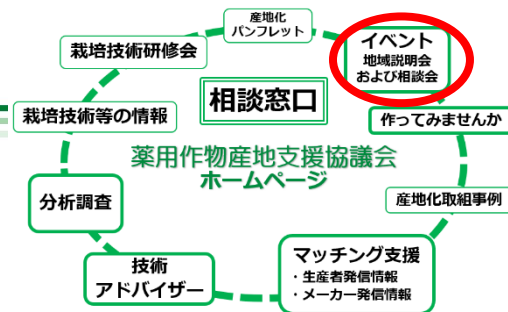 産地化
パンフレット
イベント
地域説明会
および相談会
栽培技術研修会
相談窓口
栽培技術等の情報
作ってみませんか
薬用作物産地支援協議会
ホームページ
分析調査
産地化取組事例
マッチング支援
・生産者発信情報
・メーカー発信情報
技術
アドバイザー